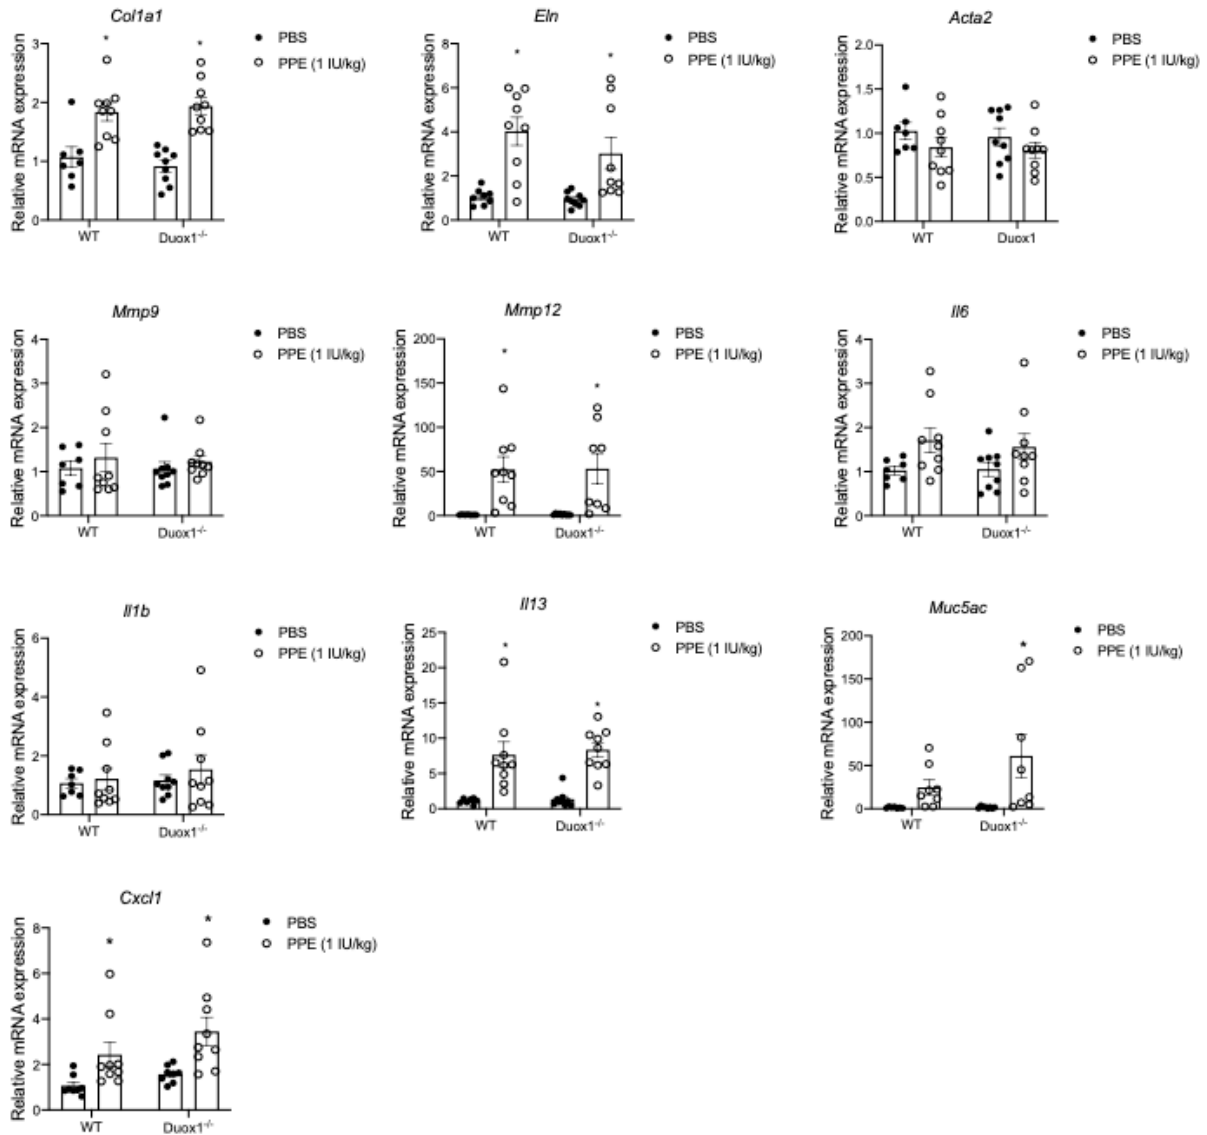 Col1a1
Relative mRNA expression
3
2
1
0
*
*
WT
Duox1-/-
PBS
PPE (1 IU/kg)
Eln
Relative mRNA expression
8
6
4
2
0
*
*
WT
Duox1-/-
PBS
PPE (1 IU/kg)
Acta2
Relative mRNA expression
2.0
1.5
1.0
0.5
0.0
WT
Duox1
PBS
PPE (1 IU/kg)
Mmp9
Relative mRNA expression
4
3
2
1
0
WT
Duox1-/-
PBS
PPE (1 IU/kg)
Mmp12
Relative mRNA expression
200
150
100
50
0
*
*
WT
Duox1-/-
PBS
PPE (1 IU/kg)
Il6
Relative mRNA expression
4
3
2
1
0
WT
Duox1-/-
PBS
PPE (1 IU/kg)
Il1b
Relative mRNA expression
6
4
2
0
WT
Duox1-/-
PBS
PPE (1 IU/kg)
Il13
Relative mRNA expression
25
20
15
10
5
0
*
*
WT
Duox1-/-
PBS
PPE (1 IU/kg)
Muc5ac
Relative mRNA expression
200
150
100
50
0
*
WT
Duox1-/-
PBS
PPE (1 IU/kg)
Cxcl1
Relative mRNA expression
8
6
4
2
0
*
*
WT
Duox1-/-
PBS
PPE (1 IU/kg)